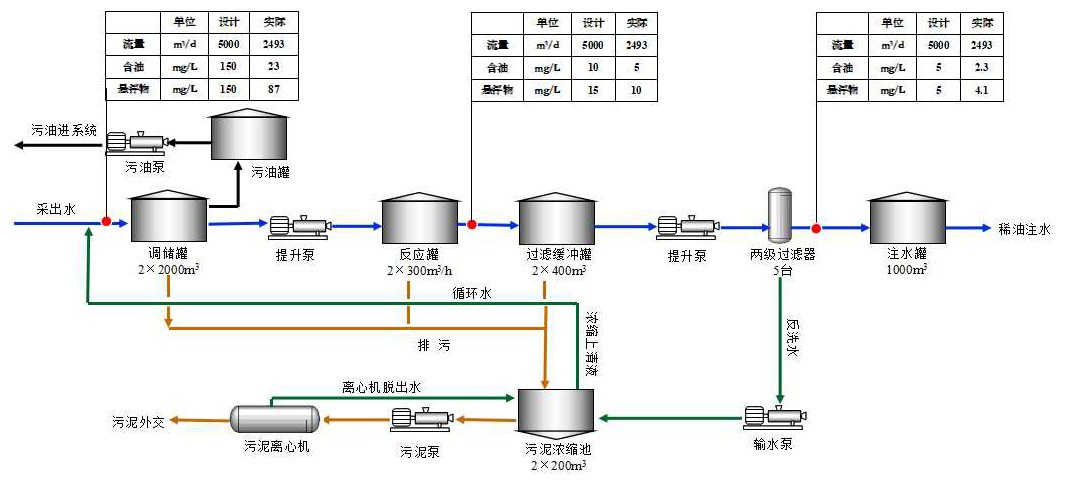 单位 设计 实际
流量 m³/d 5000 2493
含油 mg/L 150 23
悬浮物 mg/L 150 87
单位 设计 实际
流量 m³/d 5000 2493
含油 mg/L 10 5
悬浮物 mg/L 15 10
单位 设计 实际
流量 m³/d 5000 2493
含油 mg/L 5 2.3
悬浮物 mg/L 5 4.1
污油进系统
污油泵
污油罐
采出水
调储罐
2×2000m³
提升泵
反应罐
2×300m³/h
过滤缓冲罐
2×400m³
提升泵
两级过滤器
5台
注水罐
1000m³
稀油注水
循环水
排 污
浓缩上清液
反洗水
离心机脱出水
污泥外交
污泥离心机
污泥泵
污泥浓缩池
2×200m³
输水泵